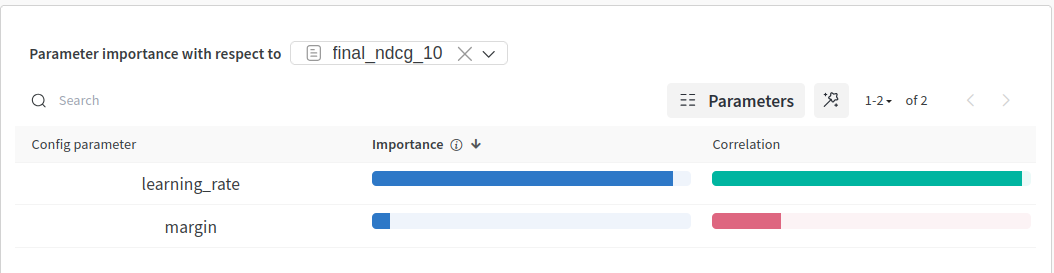 Parameter importance with respect to final_ndcg_10
Search Parameters 1-2 of 2
Config parameter Importance Correlation
learning_rate
margin